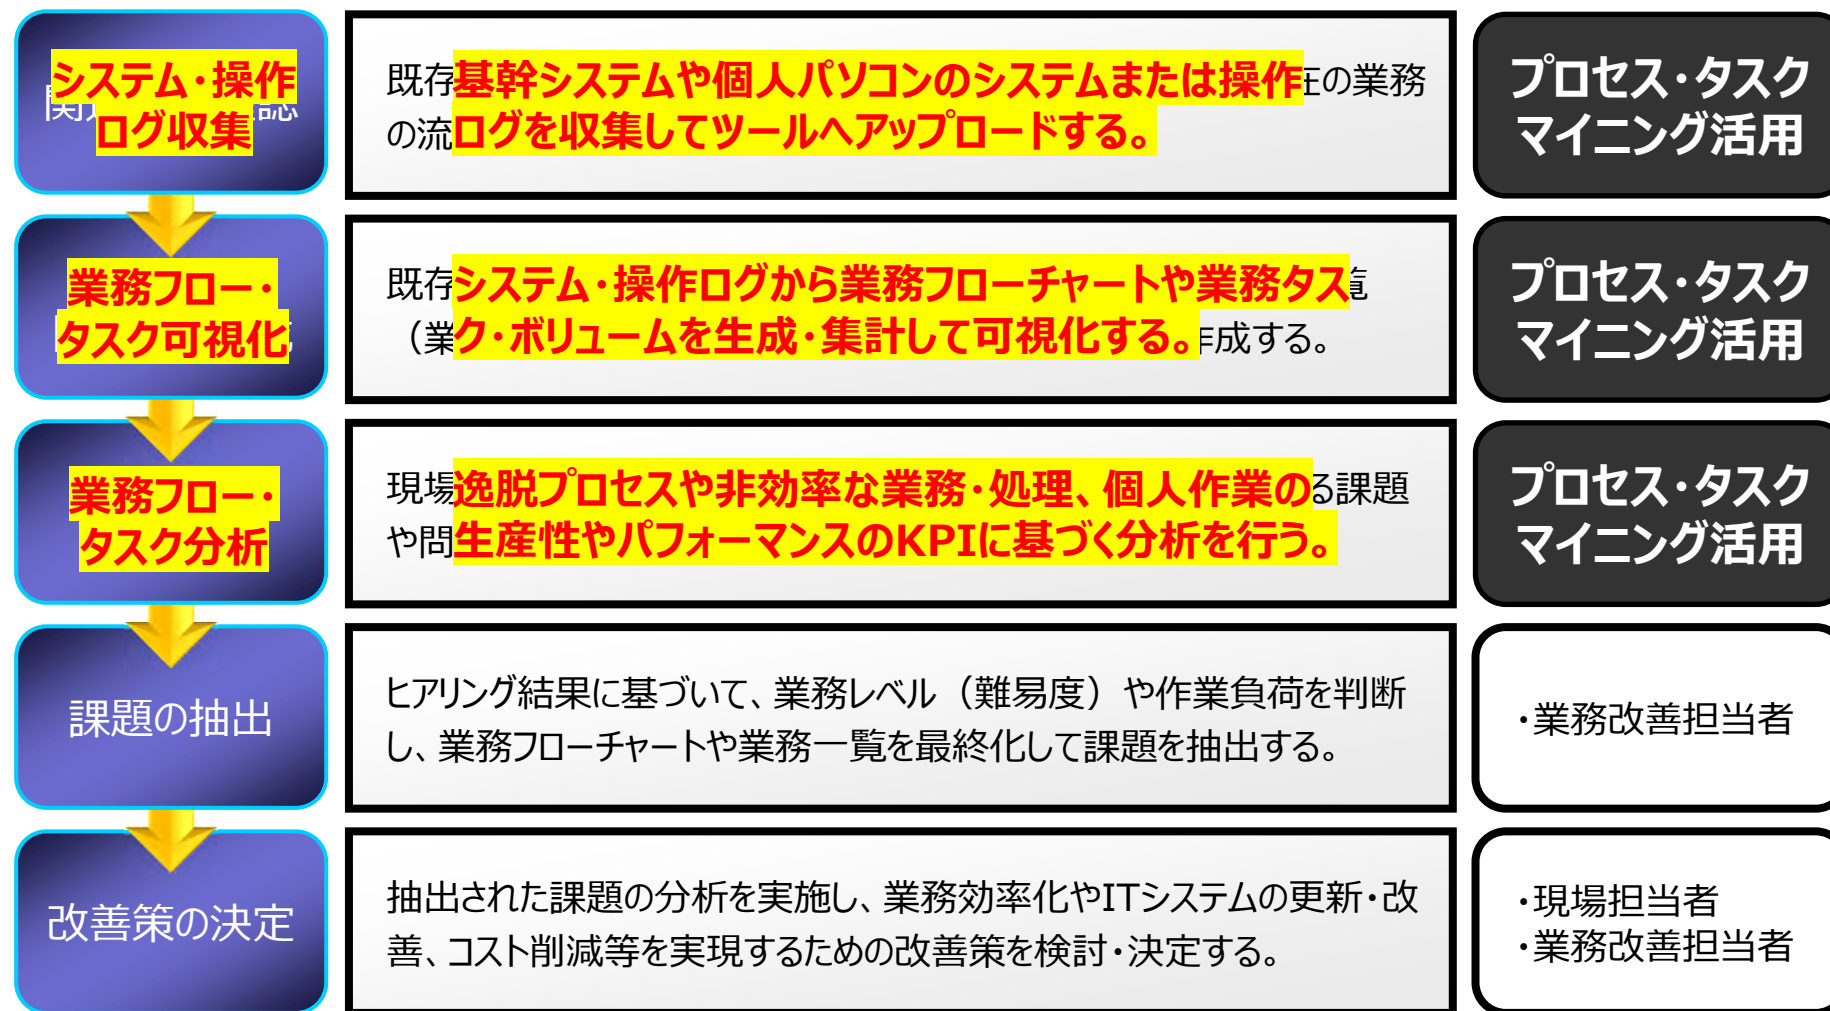 システム・操作
ログ収集
既存基幹システムや個人パソコンのシステムまたは操作在の業務
の流ログを収集してツールへアップロードする。
プロセス・タスク
マイニング活用
業務フロー・
タスク可視化
既存システム・操作ログから業務フローチャートや業務タス覧
（業ク・ボリュームを生成・集計して可視化する。作成する。
プロセス・タスク
マイニング活用
業務フロー・
タスク分析
現場逸脱プロセスや非効率な業務・処理、個人作業のる課題
や問生産性やパフォーマンスのKPIに基づく分析を行う。
プロセス・タスク
マイニング活用
課題の抽出
ヒアリング結果に基づいて、業務レベル（難易度）や作業負荷を判断
し、業務フローチャートや業務一覧を最終化して課題を抽出する。
・業務改善担当者
改善策の決定
抽出された課題の分析を実施し、業務効率化やITシステムの更新・改
善、コスト削減等を実現するための改善策を検討・決定する。
・現場担当者
・業務改善担当者